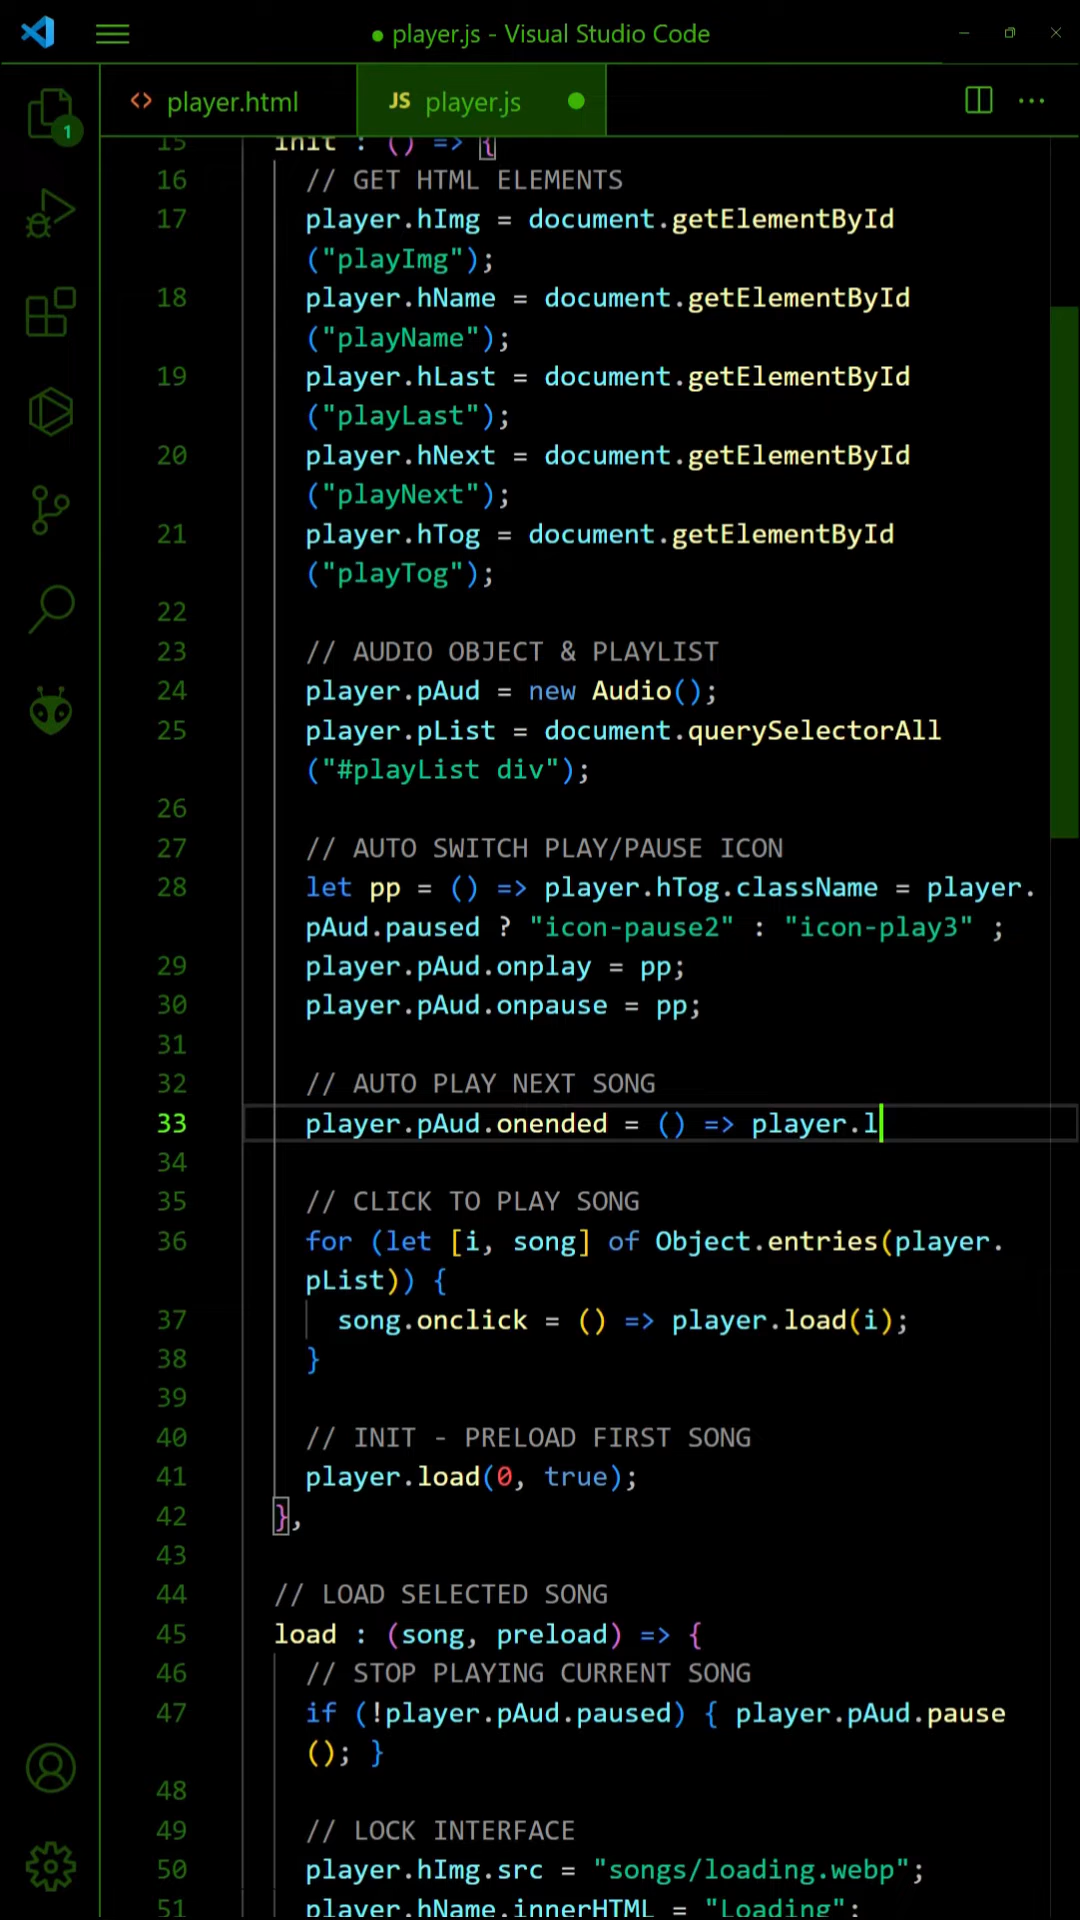 player.js - Visual Studio Code
<> player.html
JS player.js
1
15 init : () => {
16 // GET HTML ELEMENTS
17 player.hImg = document.getElementById
("playImg");
18 player.hName = document.getElementById
("playName");
19 player.hLast = document.getElementById
("playLast");
20 player.hNext = document.getElementById
("playNext");
21 player.hTog = document.getElementById
("playTog");
22
23 // AUDIO OBJECT & PLAYLIST
24 player.pAud = new Audio();
25 player.pList = document.querySelectorAll
("#playList div");
26
27 // AUTO SWITCH PLAY/PAUSE ICON
28 let pp = () => player.hTog.className = player.
pAud.paused ? "icon-pause2" : "icon-play3" ;
29 player.pAud.onplay = pp;
30 player.pAud.onpause = pp;
31
32 // AUTO PLAY NEXT SONG
33 player.pAud.onended = () => player.l
34
35 // CLICK TO PLAY SONG
36 for (let [i, song] of Object.entries(player.
pList)) {
37 song.onclick = () => player.load(i);
38 }
39
40 // INIT - PRELOAD FIRST SONG
41 player.load(0, true);
42 },
43
44 // LOAD SELECTED SONG
45 load : (song, preload) => {
46 // STOP PLAYING CURRENT SONG
47 if (!player.pAud.paused) { player.pAud.pause
(); }
48
49 // LOCK INTERFACE
50 player.hImg.src = "songs/loading.webp";
51 player.hName.innerHTML = "Loading";